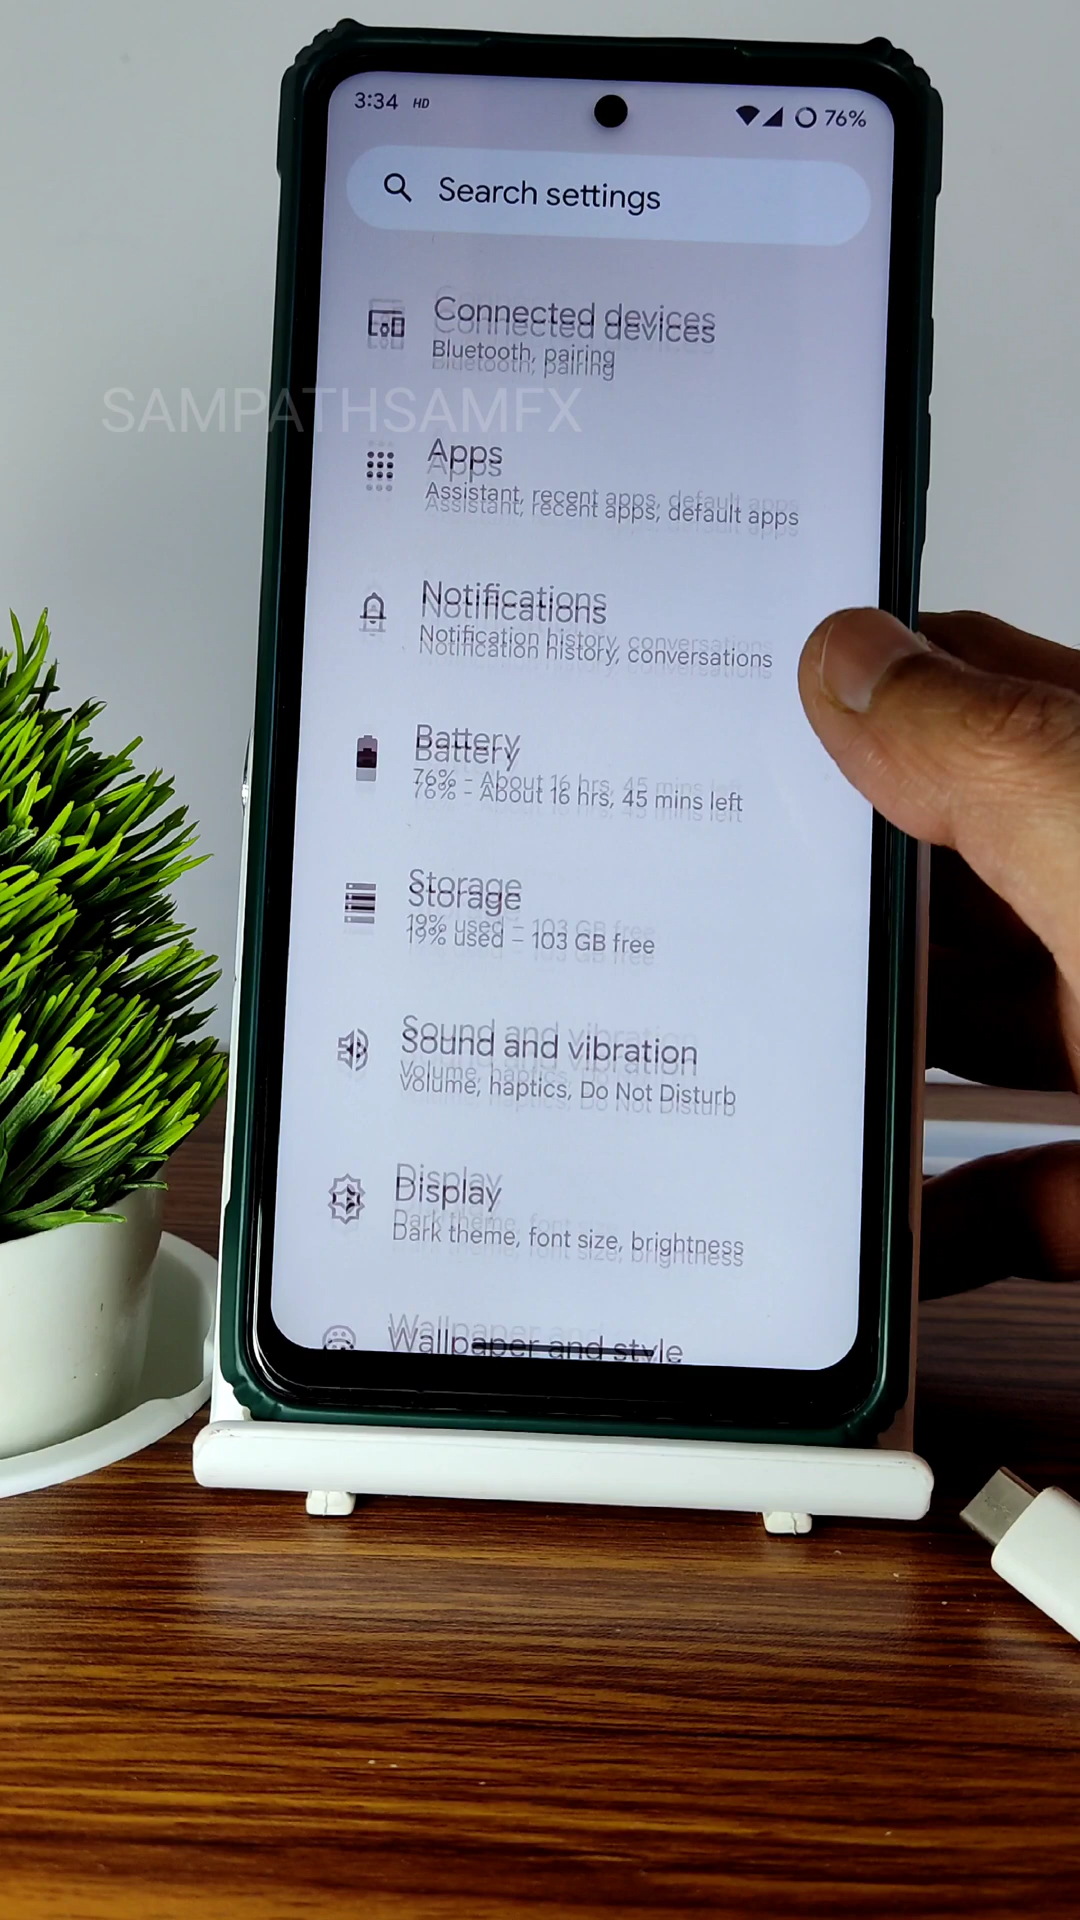 3:34 HD 76%
Search settings
Connected devices
Bluetooth, pairing
SAMPATHSAMFX
Apps
Assistant, recent apps, default apps
Notifications
Notification history, conversations
Battery
76% - About 16 hrs, 45 mins left
Storage
19% used - 103 GB free
Sound and vibration
Volume, haptics, Do Not Disturb
Display
Dark theme, font size, brightness
Wallpaper and style